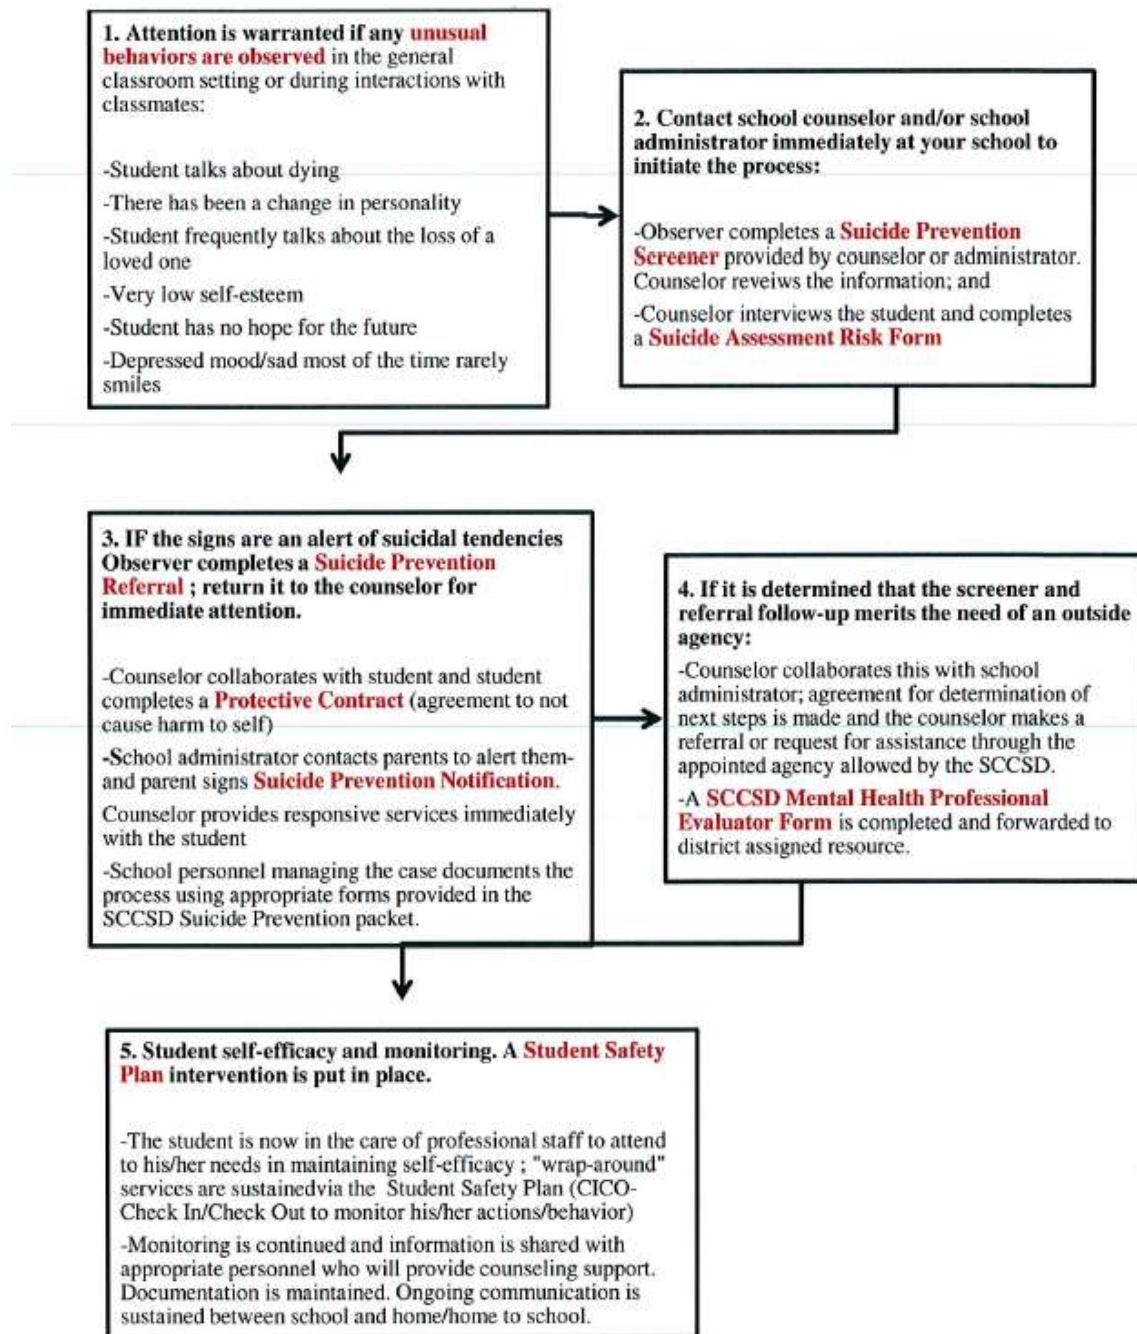 1. Attention is warranted if any unusual
behaviors are observed in the general
classroom setting or during interactions with
classmates:
-Student talks about dying
-There has been a change in personality
-Student frequently talks about the loss of a
loved one
-Very low self-esteem
-Student has no hope for the future
-Depressed mood/sad most of the time rarely
smiles
2. Contact school counselor and/or school
administrator immediately at your school to
initiate the process:
-Observer completes a Suicide Prevention
Screener provided by counselor or administrator.
Counselor reveiws the information; and
-Counselor interviews the student and completes
a Suicide Assessment Risk Form
3. IF the signs are an alert of suicidal tendencies
Observer completes a Suicide Prevention
Referral ; return it to the counselor for
immediate attention.
-Counselor collaborates with student and student
completes a Protective Contract (agreement to not
cause harm to self)
-School administrator contacts parents to alert them-
and parent signs Suicide Prevention Notification.
Counselor provides responsive services immediately
with the student
-School personnel managing the case documents the
process using appropriate forms provided in the
SCCSD Suicide Prevention packet.
4. If it is determined that the screener and
referral follow-up merits the need of an outside
agency:
-Counselor collaborates this with school
administrator; agreement for determination of
next steps is made and the counselor makes a
referral or request for assistance through the
appointed agency allowed by the SCCSD.
-A SCCSD Mental Health Professional
Evaluator Form is completed and forwarded to
district assigned resource.
5. Student self-efficacy and monitoring. A Student Safety
Plan intervention is put in place.
-The student is now in the care of professional staff to attend
to his/her needs in maintaining self-efficacy ; "wrap-around"
services are sustainedvia the Student Safety Plan (CICO-
Check In/Check Out to monitor his/her actions/behavior)
-Monitoring is continued and information is shared with
appropriate personnel who will provide counseling support.
Documentation is maintained. Ongoing communication is
sustained between school and home/home to school.